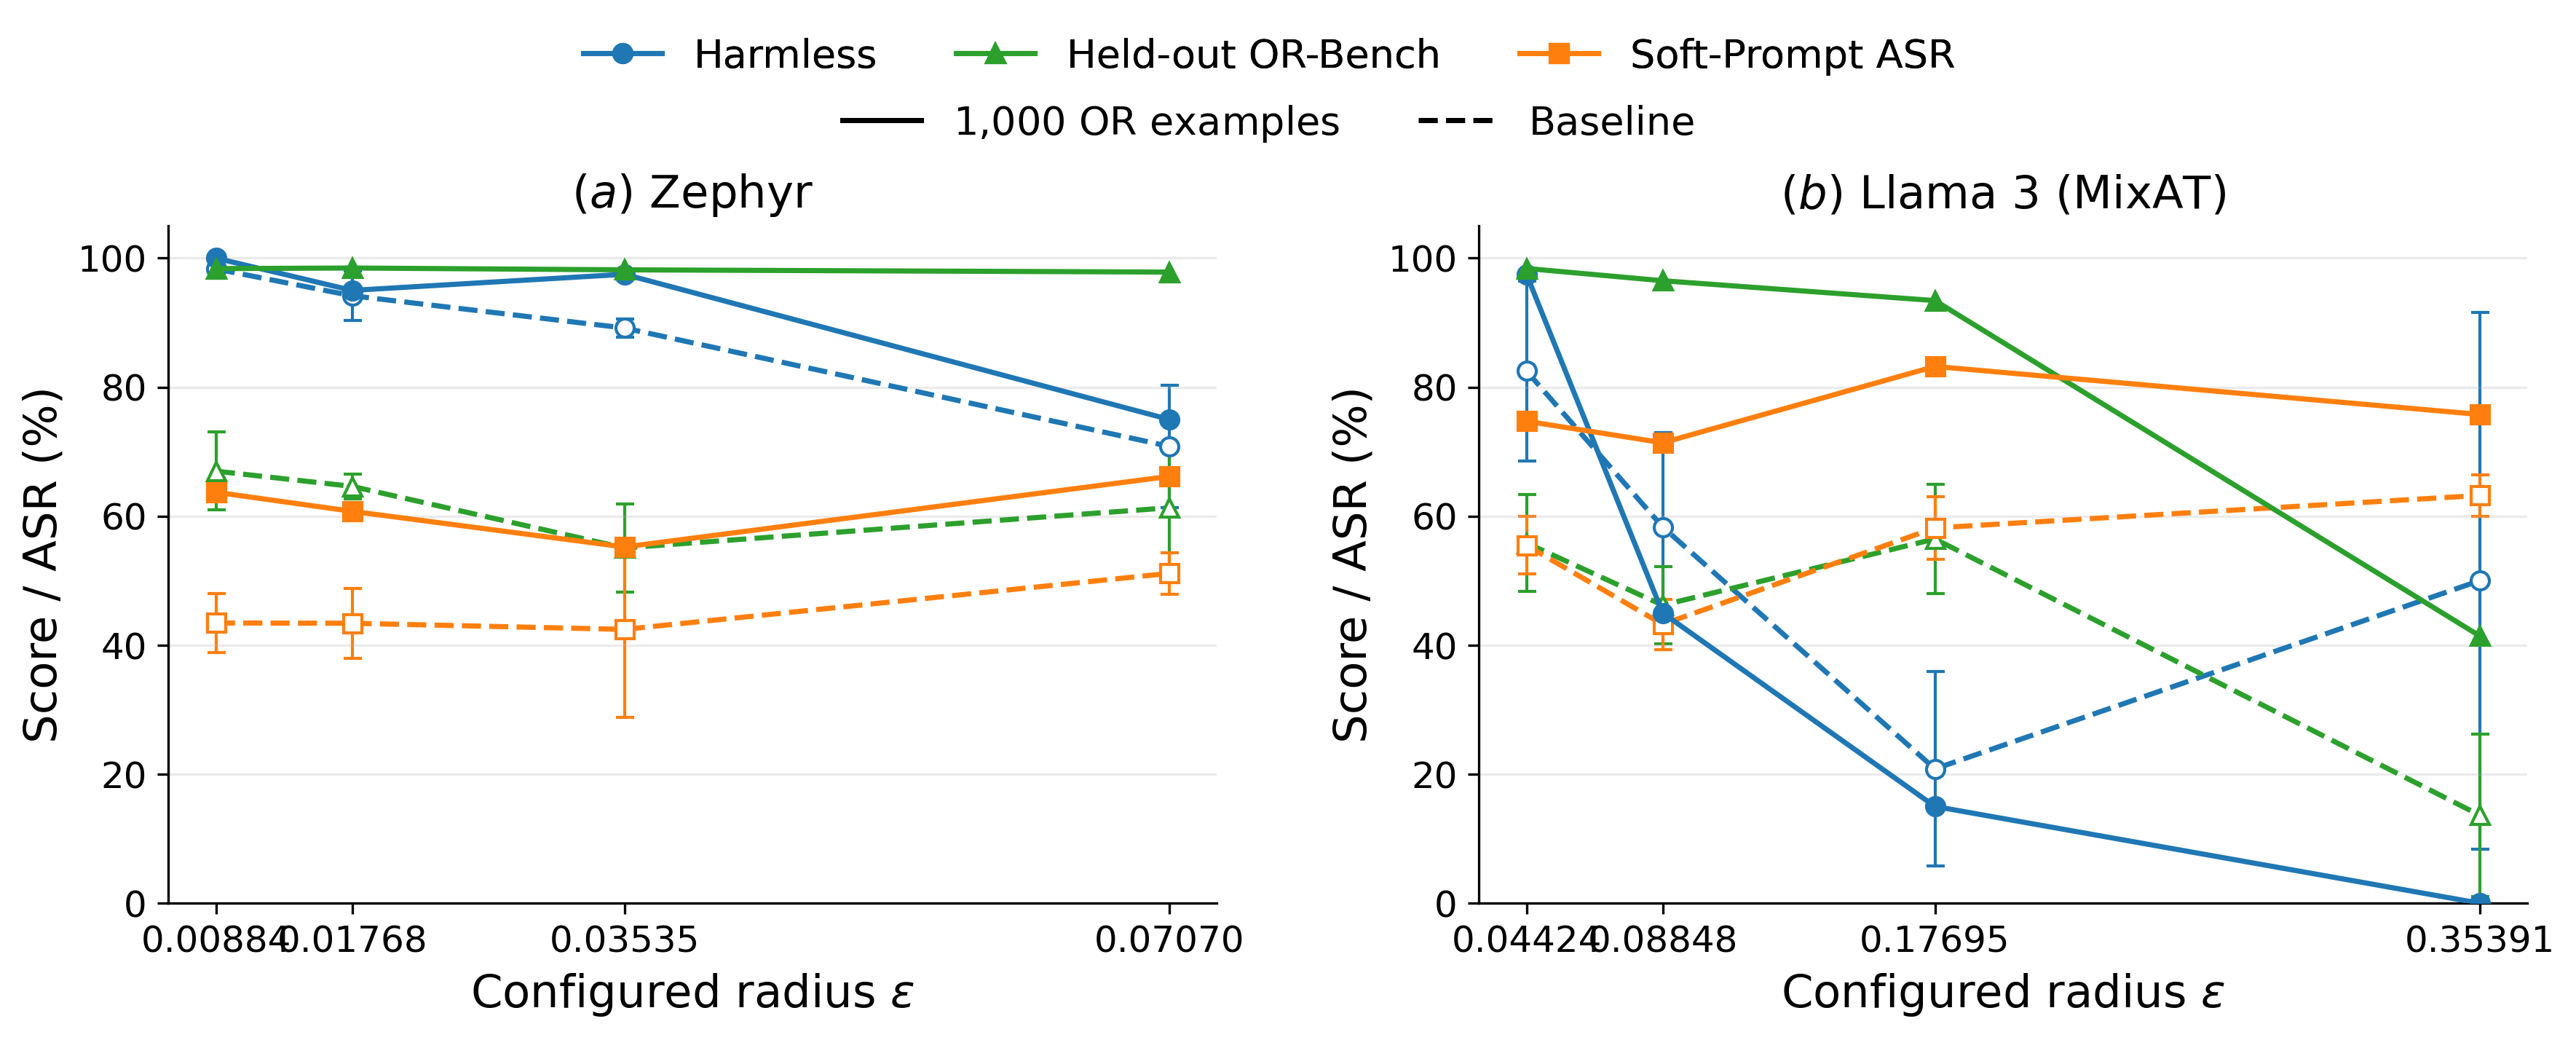 Harmless Held-out OR-Bench Soft-Prompt ASR
1,000 OR examples Baseline
(a) Zephyr
Score / ASR (%)
100
80
60
40
20
0
0.00884 0.01768 0.03535 0.07070
Configured radius ε
(b) Llama 3 (MixAT)
Score / ASR (%)
100
80
60
40
20
0
0.04424 0.08848 0.17695 0.35391
Configured radius ε